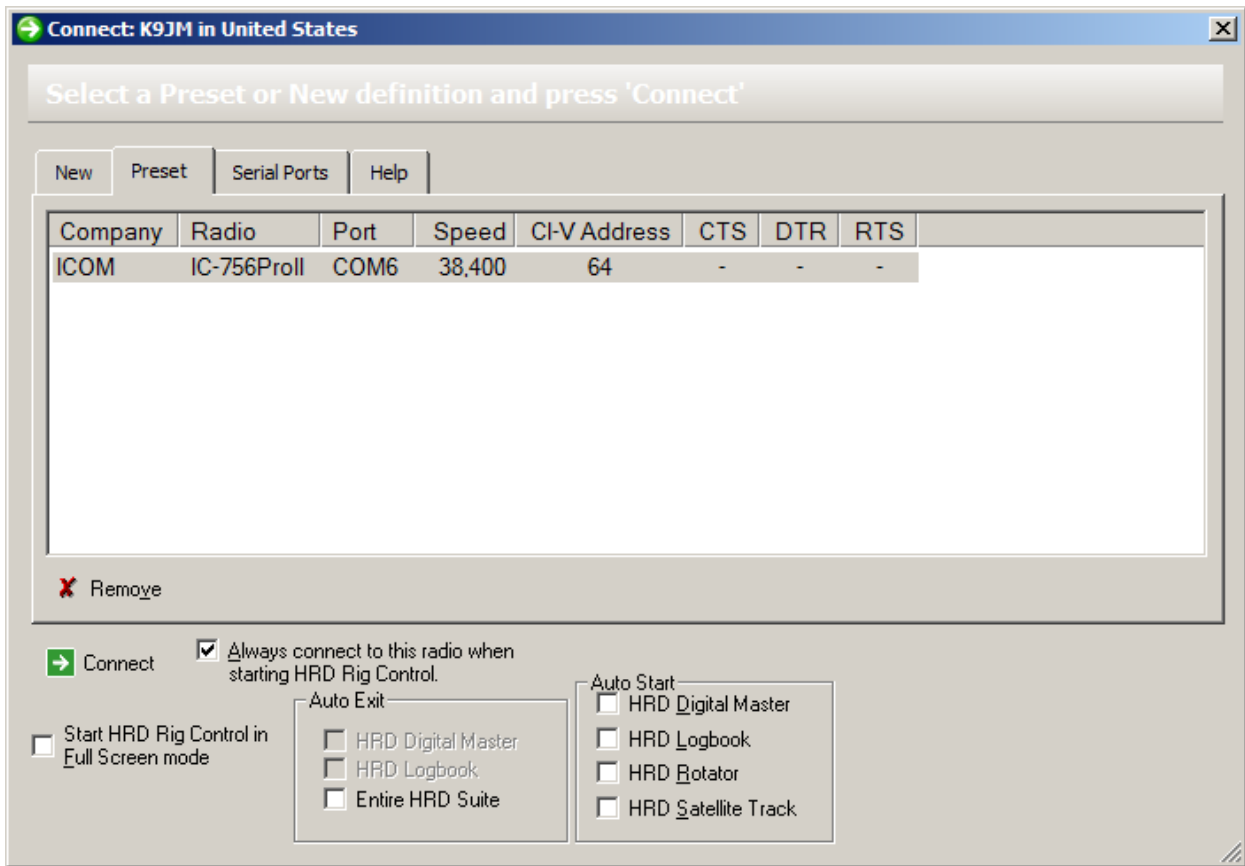 Connect: K9JM in United States
Select a Preset or New definition and press 'Connect'
New Preset Serial Ports Help
Company Radio Port Speed CI-V Address CTS DTR RTS
ICOM IC-756ProII COM6 38,400 64 - - -
Remove
Connect
Always connect to this radio when
starting HRD Rig Control.
Start HRD Rig Control in
Full Screen mode
Auto Exit
HRD Digital Master
HRD Logbook
Entire HRD Suite
Auto Start
HRD Digital Master
HRD Logbook
HRD Rotator
HRD Satellite Track